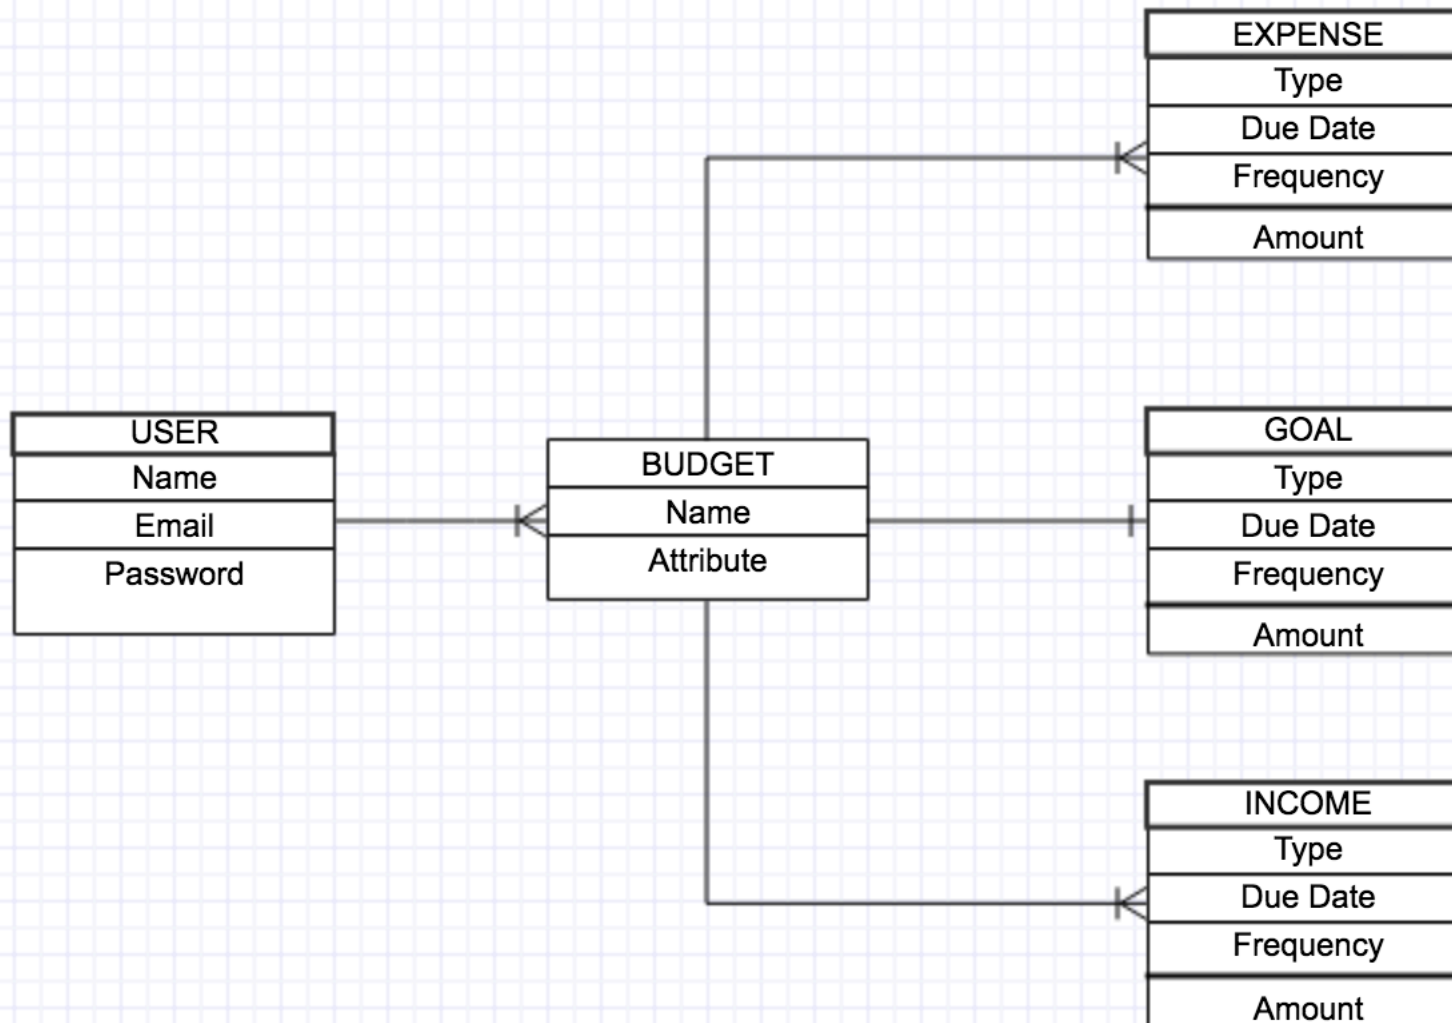 EXPENSE
Type
Due Date
Frequency
Amount
USER
Name
Email
Password
BUDGET
Name
Attribute
GOAL
Type
Due Date
Frequency
Amount
INCOME
Type
Due Date
Frequency
Amount